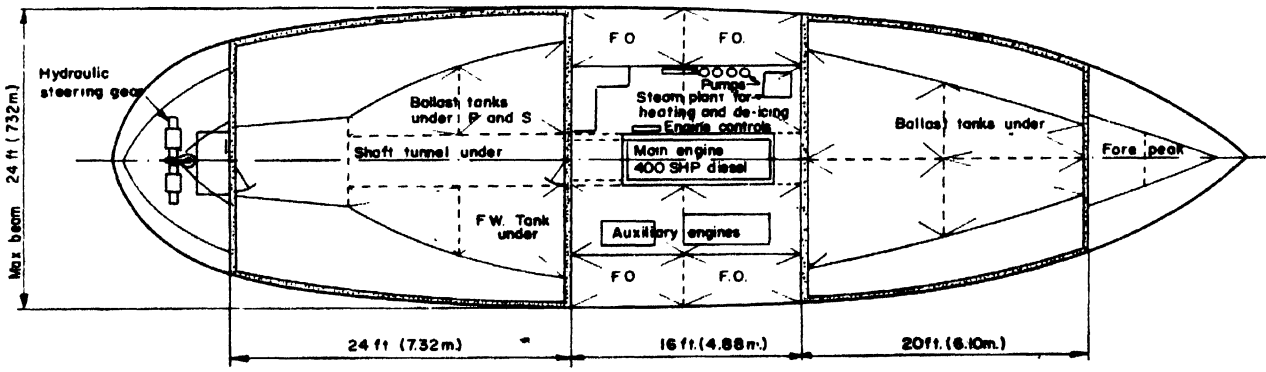 Max beam 24 ft (7.32m.)
Hydraulic
steering gear
Ballast tanks
under P and S
Shaft tunnel under
F.W. Tank
under
F O
F O.
Pumps
Steam plant for
heating and de-icing
Engine controls
Main engine
400 SHP diesel
Auxiliary engines
F O
F.O.
Ballast tanks under
Fore peak
24 ft (7.32m.)
16 ft. (4.88m.)
20ft. (6.10m.)